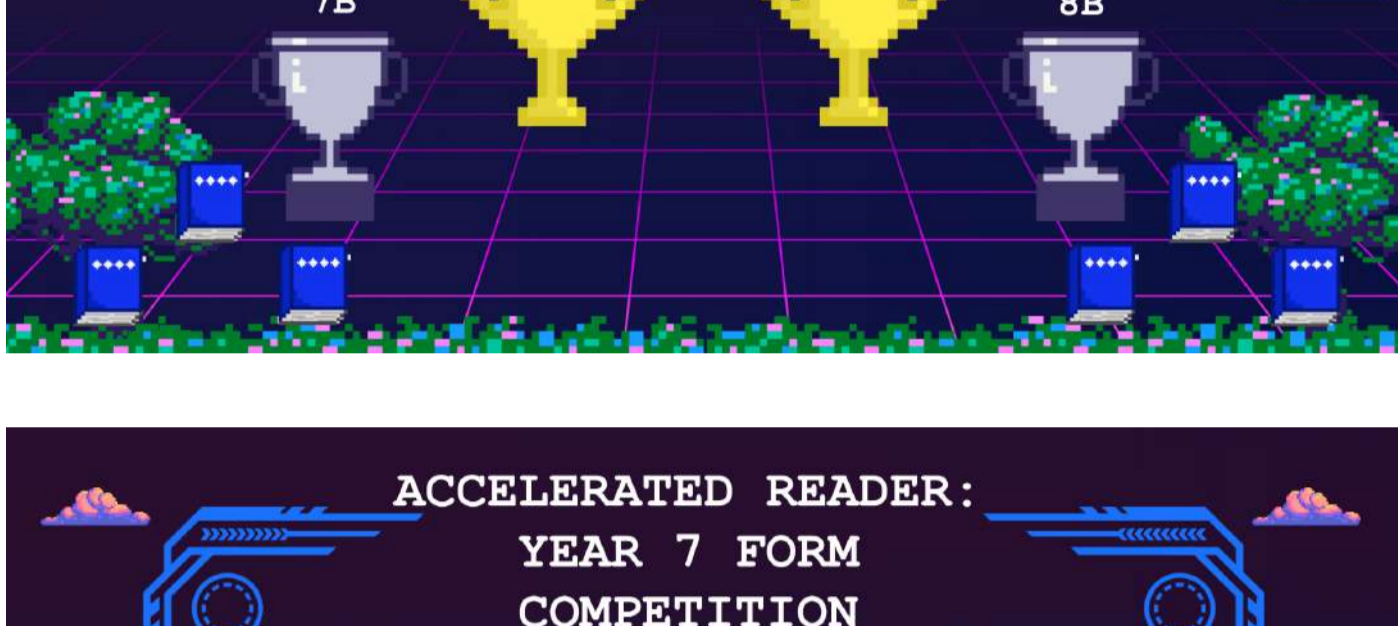 7B 8B
ACCELERATED READER:
YEAR 7 FORM
COMPETITION